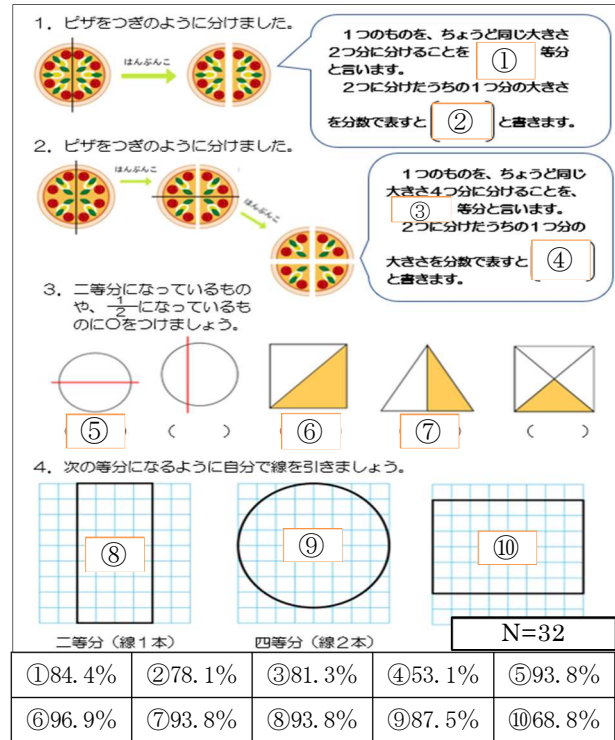 1．ピザをつぎのように分けました。
はんぶんこ
1つのものを、ちょうど同じ大きさ
2つ分に分けることを ① 等分
と言います。
2つに分けたうちの1つ分の大きさ
を分数で表すと ② と書きます。
2．ピザをつぎのように分けました。
はんぶんこ
はんぶんこ
1つのものを、ちょうど同じ
大きさ4つ分に分けることを、
③ 等分と言います。
2つに分けたうちの1つ分の
大きさを分数で表すと ④
と書きます。
3．二等分になっているもの
や、1/2になっているも
のに○をつけましょう。
⑤ ( ) ⑥ ⑦ ( )
4．次の等分になるように自分で線を引きましょう。
⑧ ⑨ ⑩
二等分（線1本） 四等分（線2本）
N=32
①84.4% ②78.1% ③81.3% ④53.1% ⑤93.8%
⑥96.9% ⑦93.8% ⑧93.8% ⑨87.5% ⑩68.8%